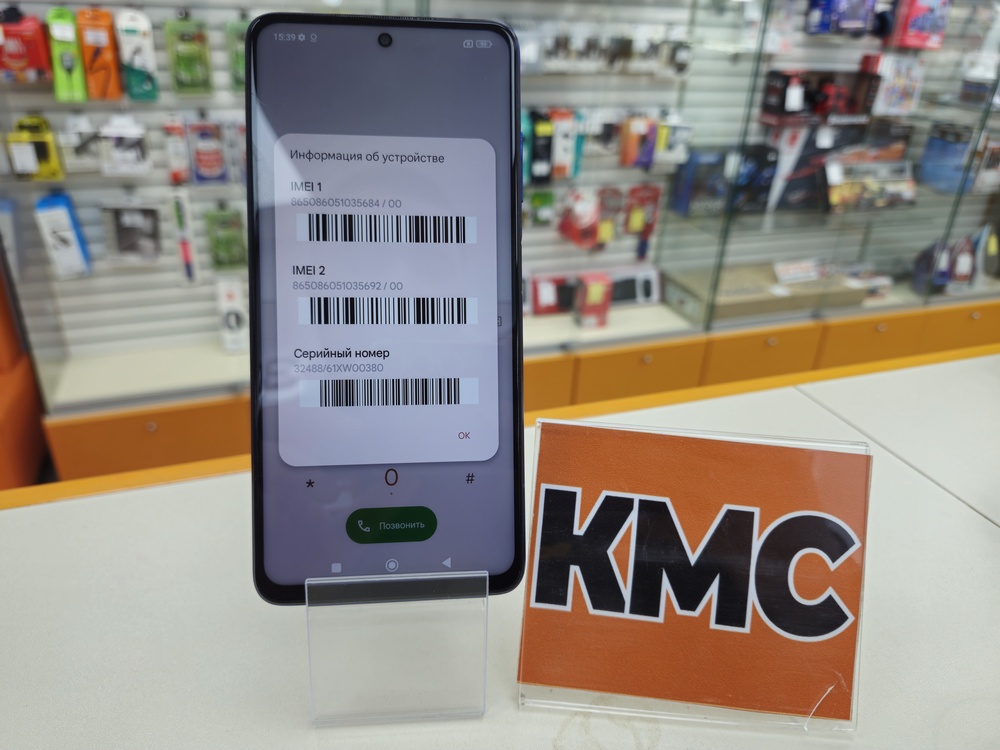 15:39
Информация об устройстве
IMEI 1
865086051035684 / 00
IMEI 2
865086051035692 / 00
Серийный номер
32488/61XW00380
OK
* 0 #
Позвонить
KMC